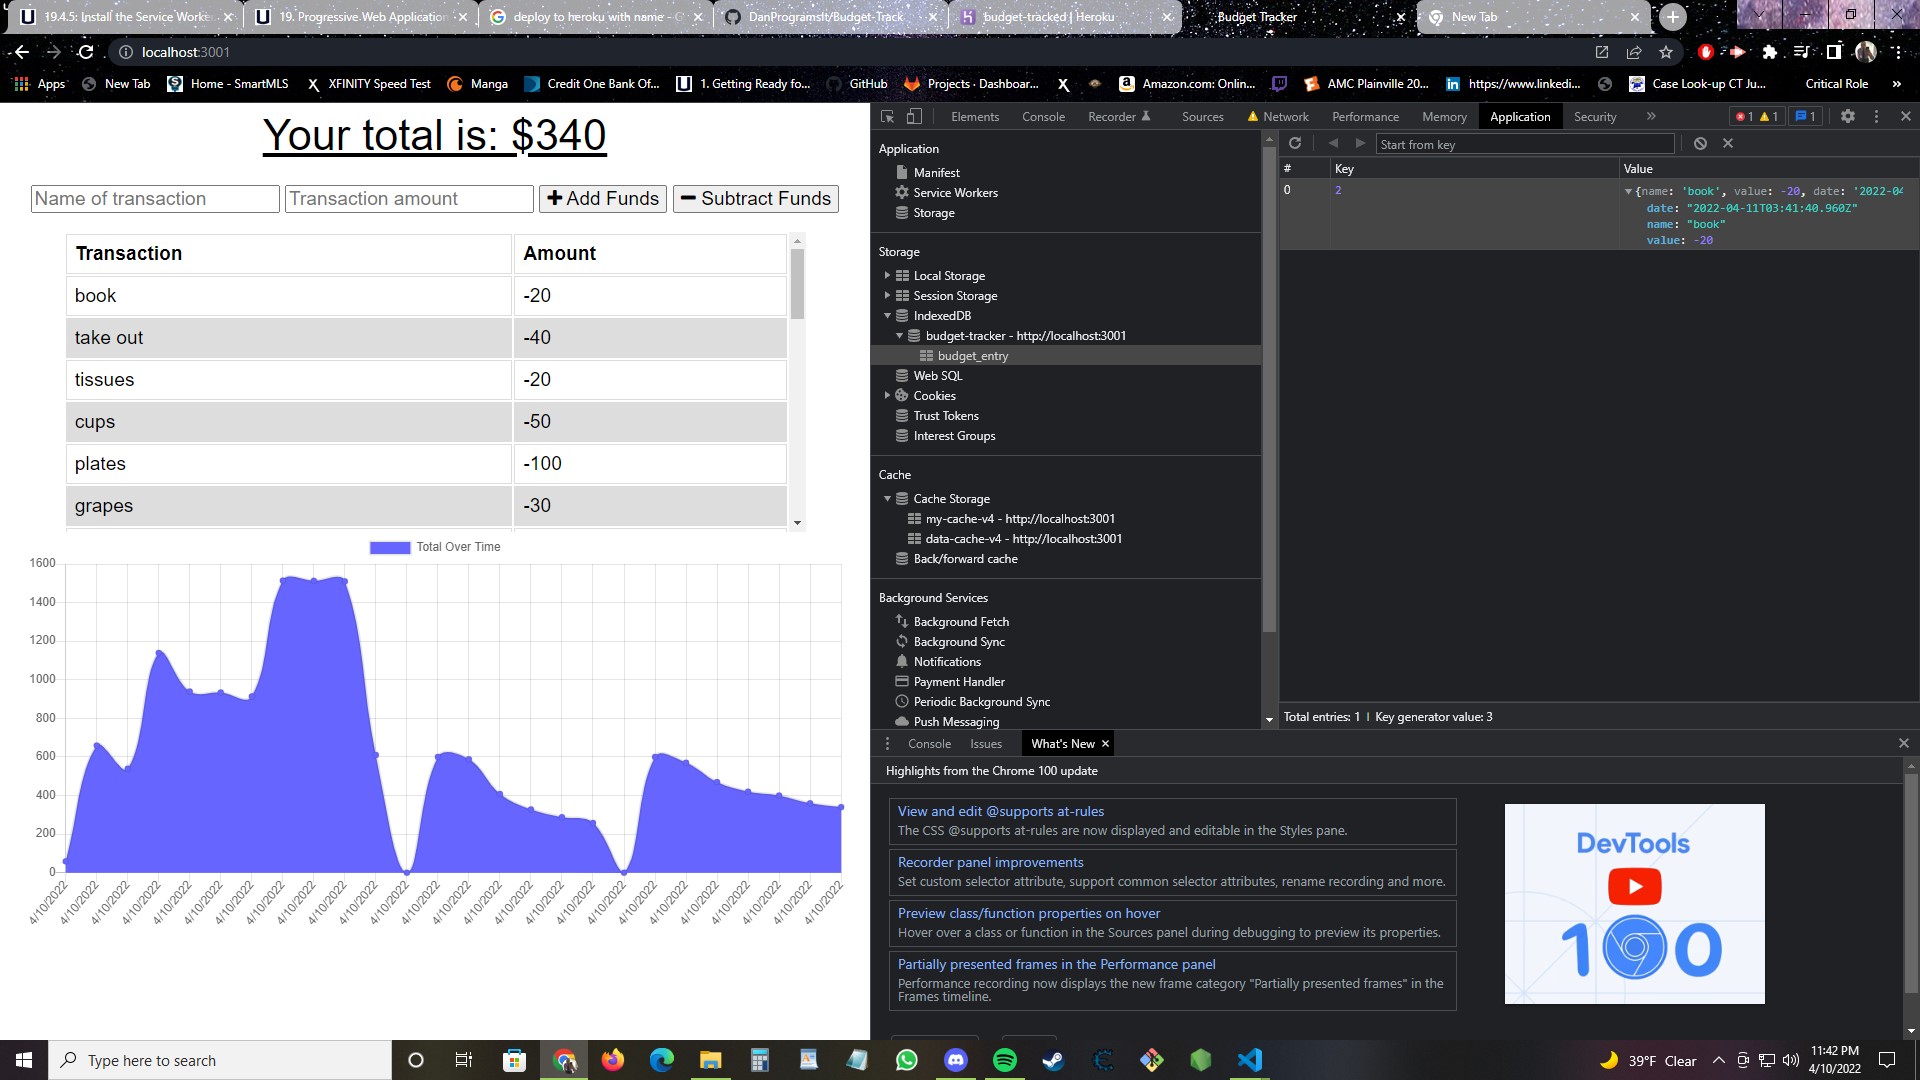 19.4.5: Install the Service Worke
19. Progressive Web Application
deploy to heroku with name - G
DanProgramsIt/Budget-Track
budget-tracked | Heroku
Budget Tracker
New Tab
localhost:3001
Apps
New Tab
Home - SmartMLS
XFINITY Speed Test
Manga
Credit One Bank Of...
1. Getting Ready fo...
GitHub
Projects · Dashboar...
Amazon.com: Onlin...
AMC Plainville 20...
https://www.linkedi...
Case Look-up CT Ju...
Critical Role
»
Your total is: $340
Name of transaction
Transaction amount
Add Funds
Subtract Funds
Transaction Amount
book -20
take out -40
tissues -20
cups -50
plates -100
grapes -30
Total Over Time
1600
1400
1200
1000
800
600
400
200
0
4/10/2022 4/10/2022 4/10/2022 4/10/2022 4/10/2022 4/10/2022 4/10/2022 4/10/2022 4/10/2022 4/10/2022 4/10/2022 4/10/2022 4/10/2022 4/10/2022 4/10/2022 4/10/2022 4/10/2022 4/10/2022 4/10/2022 4/10/2022 4/10/2022 4/10/2022 4/10/2022 4/10/2022 4/10/2022 4/10/2022
Elements Console Recorder Sources Network Performance Memory Application Security » 1 1 1
Application
Manifest
Service Workers
Storage
Storage
Local Storage
Session Storage
IndexedDB
budget-tracker - http://localhost:3001
budget_entry
Web SQL
Cookies
Trust Tokens
Interest Groups
Cache
Cache Storage
my-cache-v4 - http://localhost:3001
data-cache-v4 - http://localhost:3001
Back/forward cache
Background Services
Background Fetch
Background Sync
Notifications
Payment Handler
Periodic Background Sync
Push Messaging
Start from key
# Key Value
0 2 {name: 'book', value: -20, date: '2022-04
date: "2022-04-11T03:41:40.960Z"
name: "book"
value: -20
Total entries: 1 | Key generator value: 3
Console Issues What's New
Highlights from the Chrome 100 update
View and edit @supports at-rules
The CSS @supports at-rules are now displayed and editable in the Styles pane.
Recorder panel improvements
Set custom selector attribute, support common selector attributes, rename recording and more.
Preview class/function properties on hover
Hover over a class or function in the Sources panel during debugging to preview its properties.
Partially presented frames in the Performance panel
Performance recording now displays the new frame category "Partially presented frames" in the
Frames timeline.
DevTools
100
Type here to search
39°F Clear
11:42 PM
4/10/2022